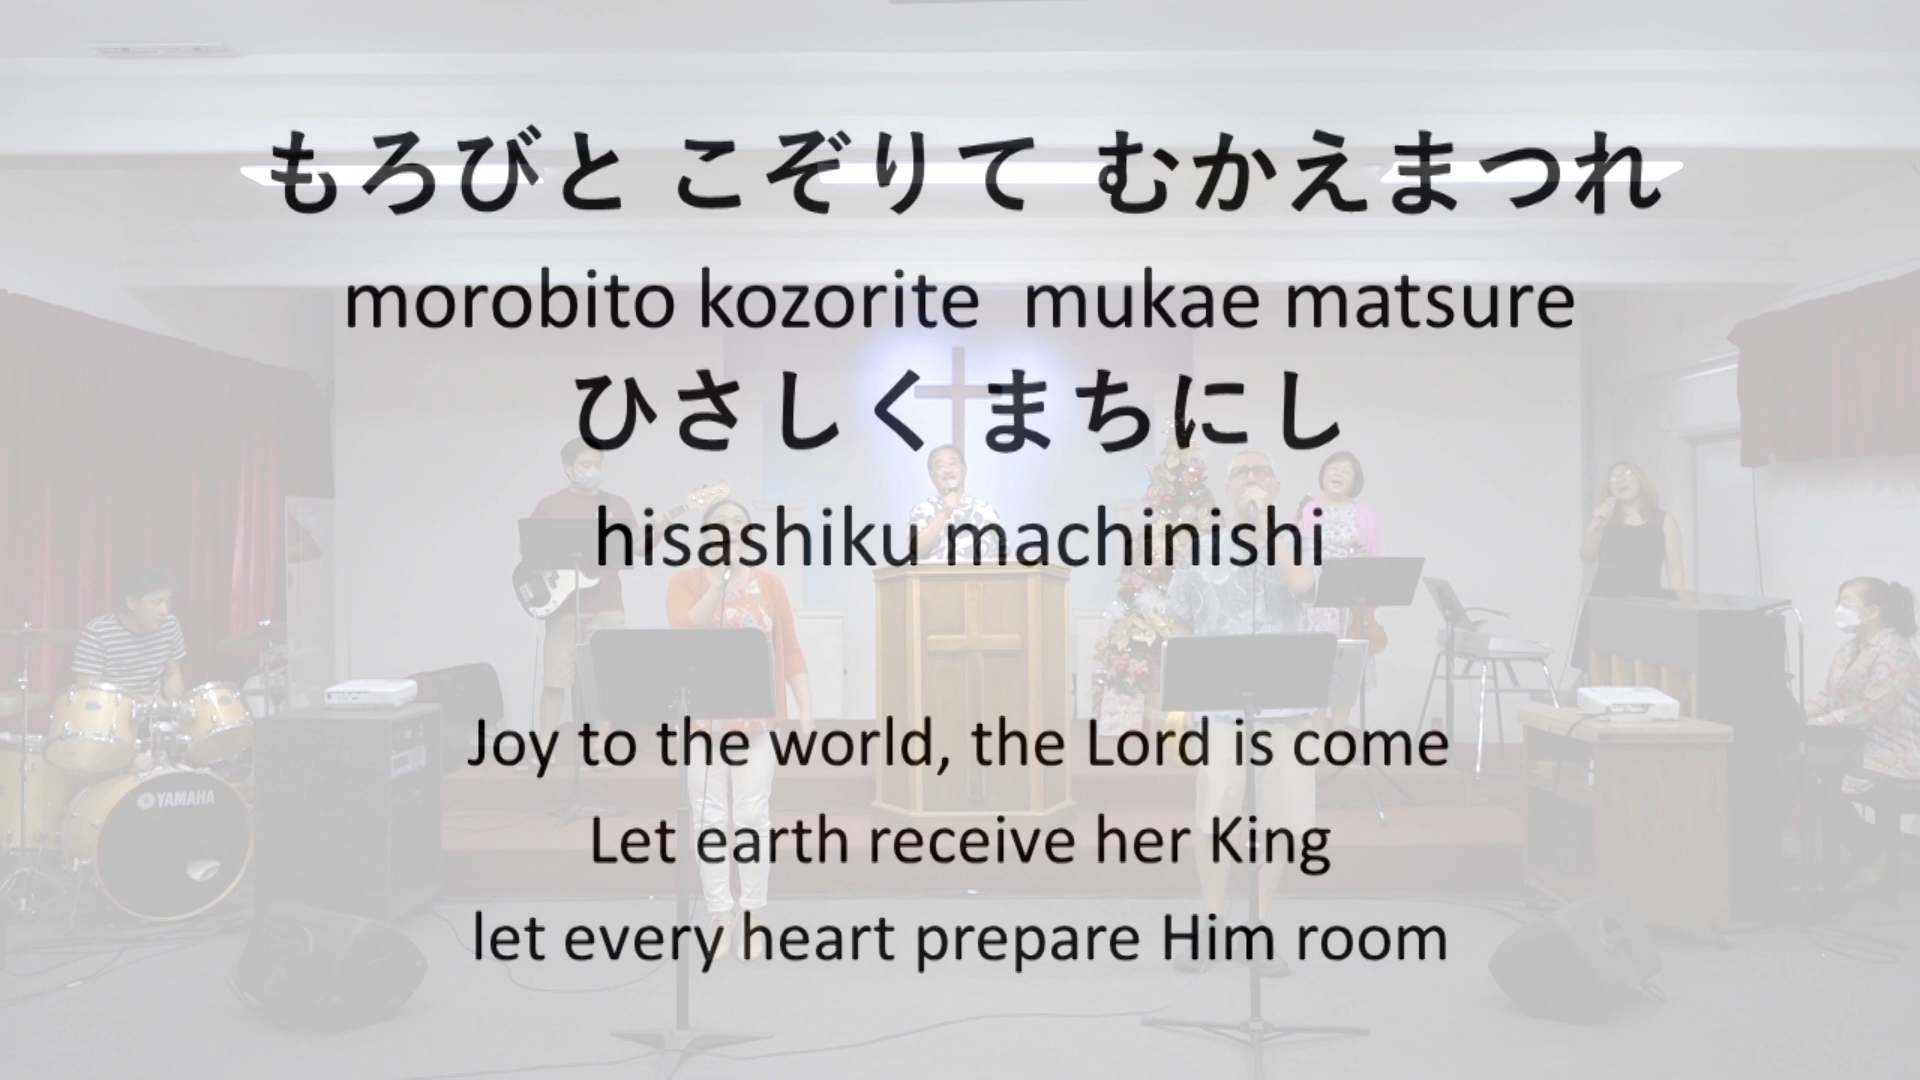 もろびと こぞりて むかえまつれ
morobito kozorite mukae matsure
ひさしく まちにし
hisashiku machinishi
Joy to the world, the Lord is come
Let earth receive her King
let every heart prepare Him room
YAMAHA